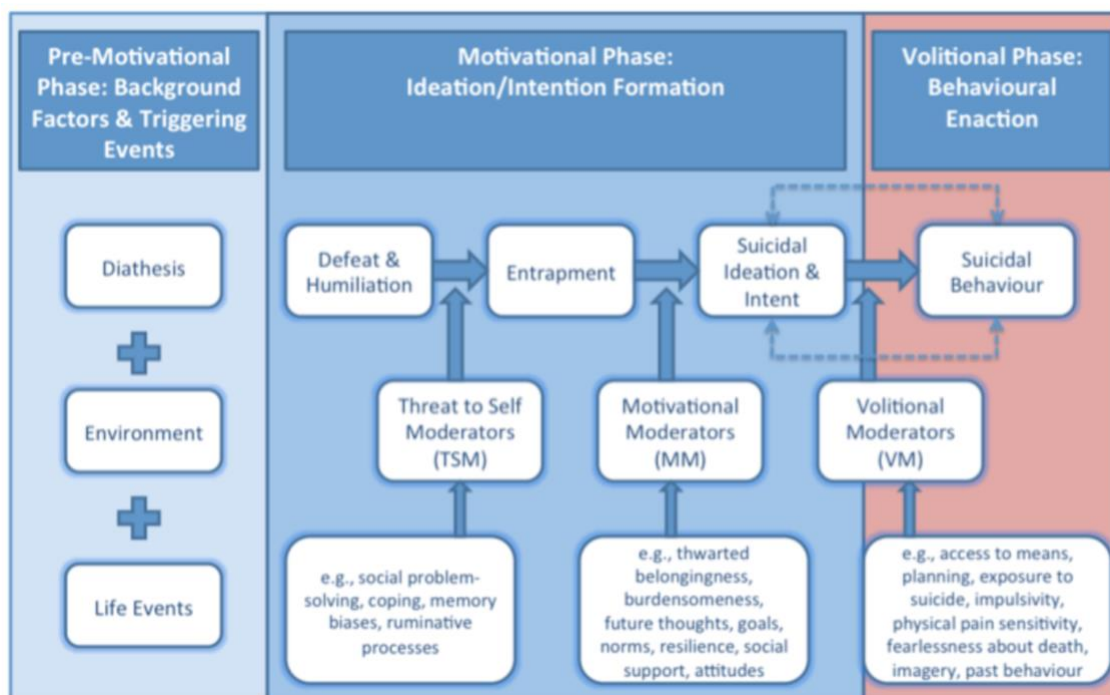 Pre-Motivational
Phase: Background
Factors & Triggering
Events
Motivational Phase:
Ideation/Intention Formation
Volitional Phase:
Behavioural
Enaction
Diathesis
Environment
Life Events
Defeat &
Humiliation
Entrapment
Suicidal
Ideation &
Intent
Suicidal
Behaviour
Threat to Self
Moderators
(TSM)
Motivational
Moderators
(MM)
Volitional
Moderators
(VM)
e.g., social problem-
solving, coping, memory
biases, ruminative
processes
e.g., thwarted
belongingness,
burdensomeness,
future thoughts, goals,
norms, resilience, social
support, attitudes
e.g., access to means,
planning, exposure to
suicide, impulsivity,
physical pain sensitivity,
fearlessness about death,
imagery, past behaviour